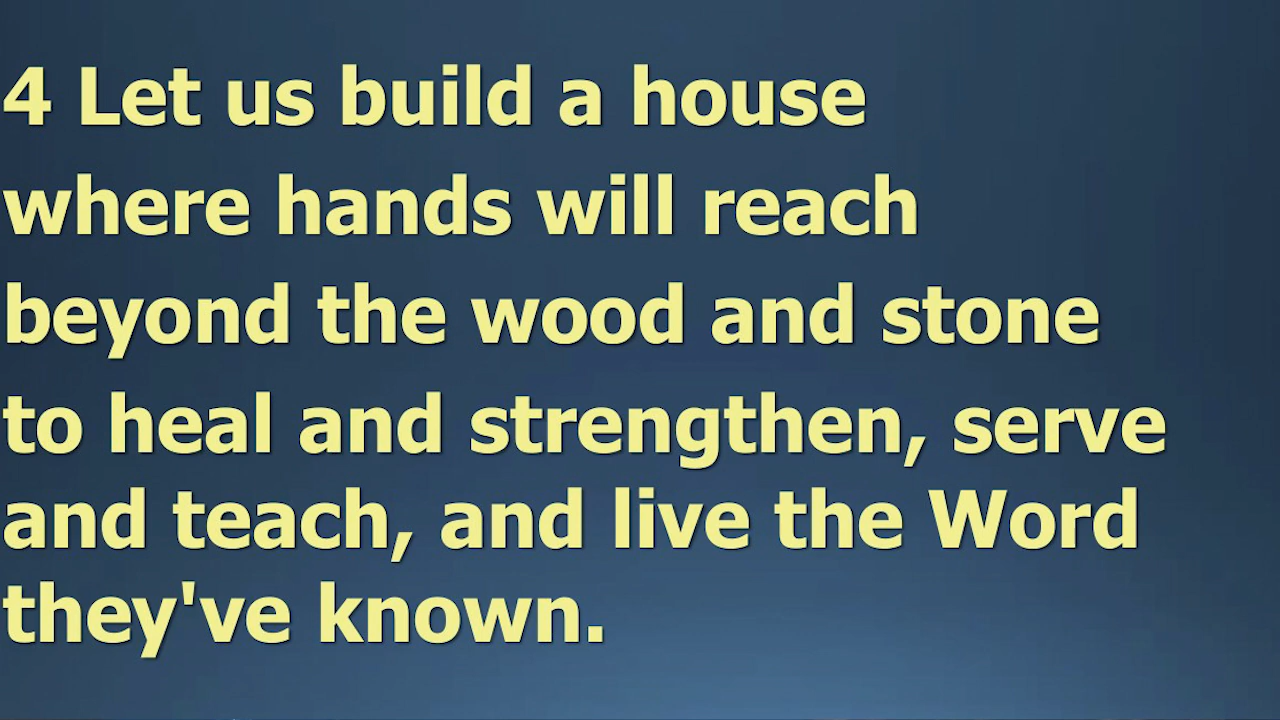 4 Let us build a house
where hands will reach
beyond the wood and stone
to heal and strengthen, serve
and teach, and live the Word
they've known.